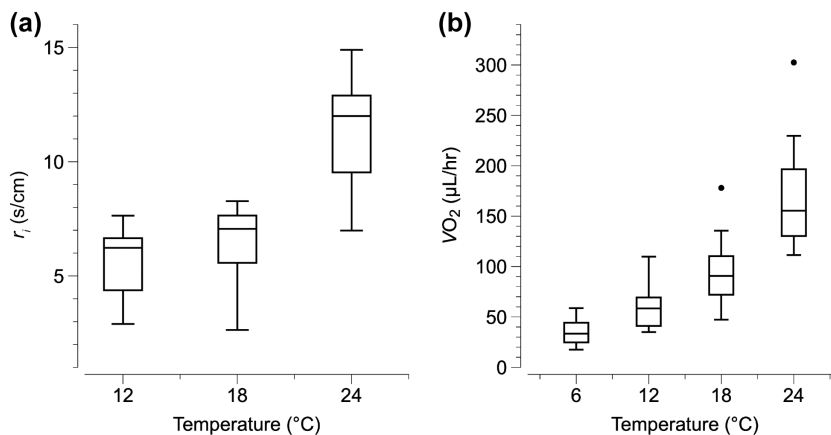 (a)
15
10
5
r_i (s/cm)
12 18 24
Temperature (°C)
(b)
300
250
200
150
100
50
0
VO₂ (µL/hr)
6 12 18 24
Temperature (°C)